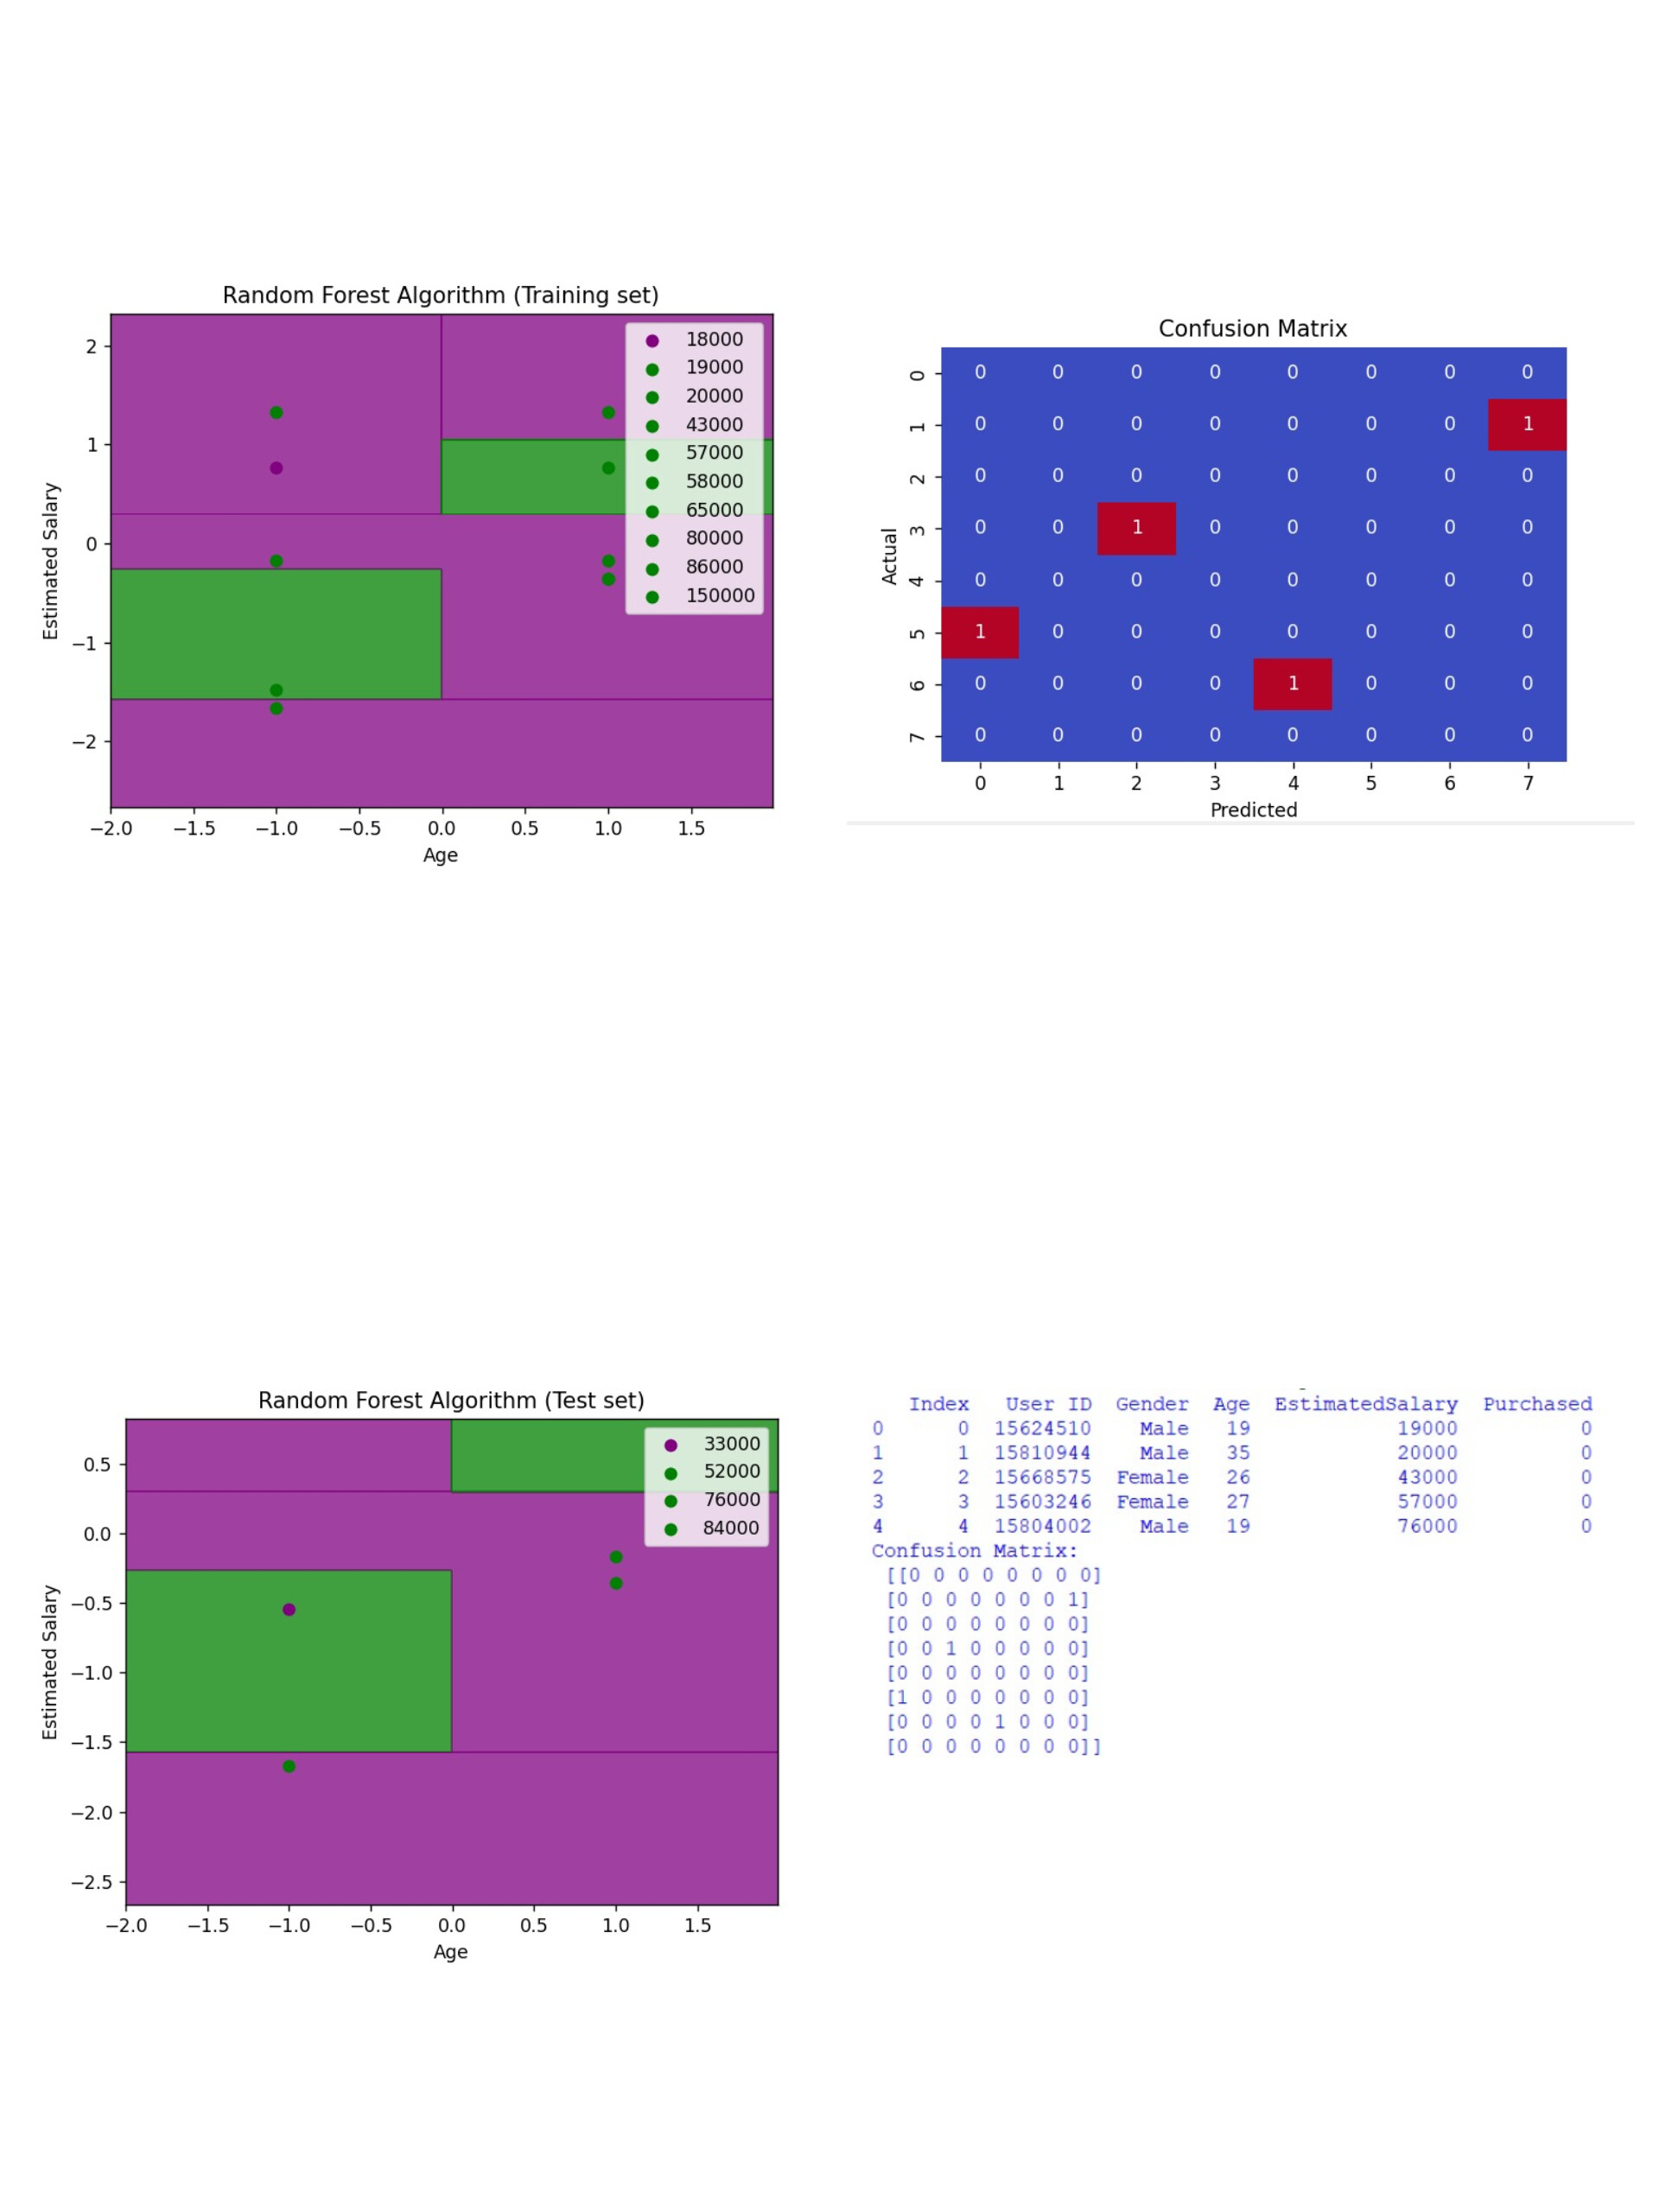 Random Forest Algorithm (Training set)
2
1
0
−1
−2
Estimated Salary
18000
19000
20000
43000
57000
58000
65000
80000
86000
150000
−2.0 −1.5 −1.0 −0.5 0.0 0.5 1.0 1.5
Age
Confusion Matrix
0 0 0 0 0 0 0 0 0
1 0 0 0 0 0 0 0 1
2 0 0 0 0 0 0 0 0
3 0 0 1 0 0 0 0 0
4 0 0 0 0 0 0 0 0
5 1 0 0 0 0 0 0 0
6 0 0 0 0 1 0 0 0
7 0 0 0 0 0 0 0 0
Actual
0 1 2 3 4 5 6 7
Predicted
Random Forest Algorithm (Test set)
0.5
0.0
−0.5
−1.0
−1.5
−2.0
−2.5
Estimated Salary
33000
52000
76000
84000
−2.0 −1.5 −1.0 −0.5 0.0 0.5 1.0 1.5
Age
Index User ID Gender Age EstimatedSalary Purchased
0 0 15624510 Male 19 19000 0
1 1 15810944 Male 35 20000 0
2 2 15668575 Female 26 43000 0
3 3 15603246 Female 27 57000 0
4 4 15804002 Male 19 76000 0
Confusion Matrix:
[[0 0 0 0 0 0 0 0]
[0 0 0 0 0 0 0 1]
[0 0 0 0 0 0 0 0]
[0 0 1 0 0 0 0 0]
[0 0 0 0 0 0 0 0]
[1 0 0 0 0 0 0 0]
[0 0 0 0 1 0 0 0]
[0 0 0 0 0 0 0 0]]